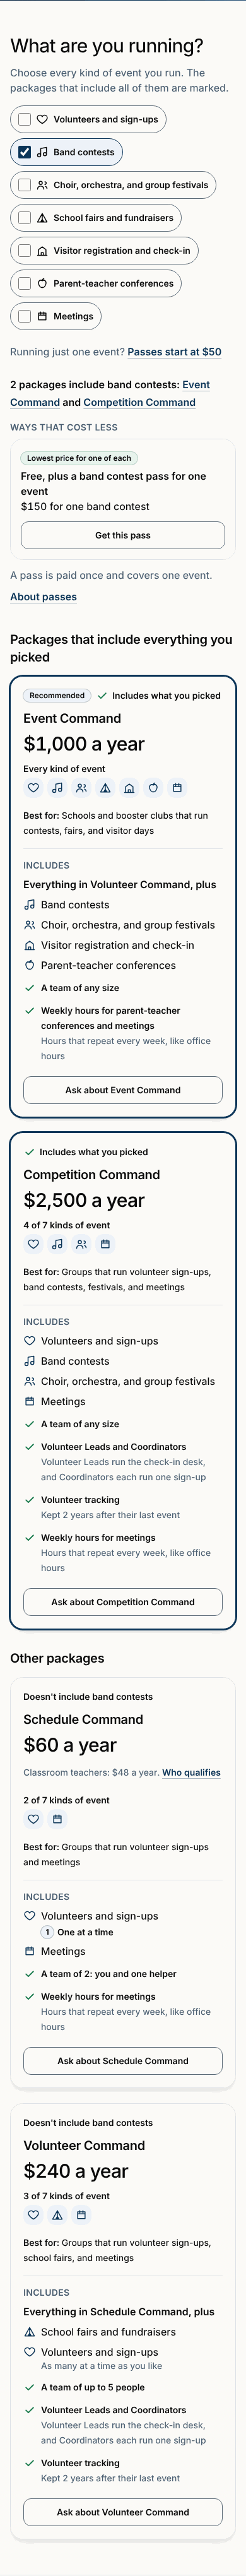 What are you running?
Choose every kind of event you run. The
packages that include all of them are marked.
Volunteers and sign-ups
Band contests
Choir, orchestra, and group festivals
School fairs and fundraisers
Visitor registration and check-in
Parent-teacher conferences
Meetings
Running just one event? Passes start at $50
2 packages include band contests: Event
Command and Competition Command
WAYS THAT COST LESS
Lowest price for one of each
Free, plus a band contest pass for one
event
$150 for one band contest
Get this pass
A pass is paid once and covers one event.
About passes
Packages that include everything you
picked
Recommended
Includes what you picked
Event Command
$1,000 a year
Every kind of event
Best for: Schools and booster clubs that run
contests, fairs, and visitor days
INCLUDES
Everything in Volunteer Command, plus
Band contests
Choir, orchestra, and group festivals
Visitor registration and check-in
Parent-teacher conferences
A team of any size
Weekly hours for parent-teacher
conferences and meetings
Hours that repeat every week, like office
hours
Ask about Event Command
Includes what you picked
Competition Command
$2,500 a year
4 of 7 kinds of event
Best for: Groups that run volunteer sign-ups,
band contests, festivals, and meetings
INCLUDES
Volunteers and sign-ups
Band contests
Choir, orchestra, and group festivals
Meetings
A team of any size
Volunteer Leads and Coordinators
Volunteer Leads run the check-in desk,
and Coordinators each run one sign-up
Volunteer tracking
Kept 2 years after their last event
Weekly hours for meetings
Hours that repeat every week, like office
hours
Ask about Competition Command
Other packages
Doesn't include band contests
Schedule Command
$60 a year
Classroom teachers: $48 a year. Who qualifies
2 of 7 kinds of event
Best for: Groups that run volunteer sign-ups
and meetings
INCLUDES
Volunteers and sign-ups
1 One at a time
Meetings
A team of 2: you and one helper
Weekly hours for meetings
Hours that repeat every week, like office
hours
Ask about Schedule Command
Doesn't include band contests
Volunteer Command
$240 a year
3 of 7 kinds of event
Best for: Groups that run volunteer sign-ups,
school fairs, and meetings
INCLUDES
Everything in Schedule Command, plus
School fairs and fundraisers
Volunteers and sign-ups
As many at a time as you like
A team of up to 5 people
Volunteer Leads and Coordinators
Volunteer Leads run the check-in desk,
and Coordinators each run one sign-up
Volunteer tracking
Kept 2 years after their last event
Ask about Volunteer Command